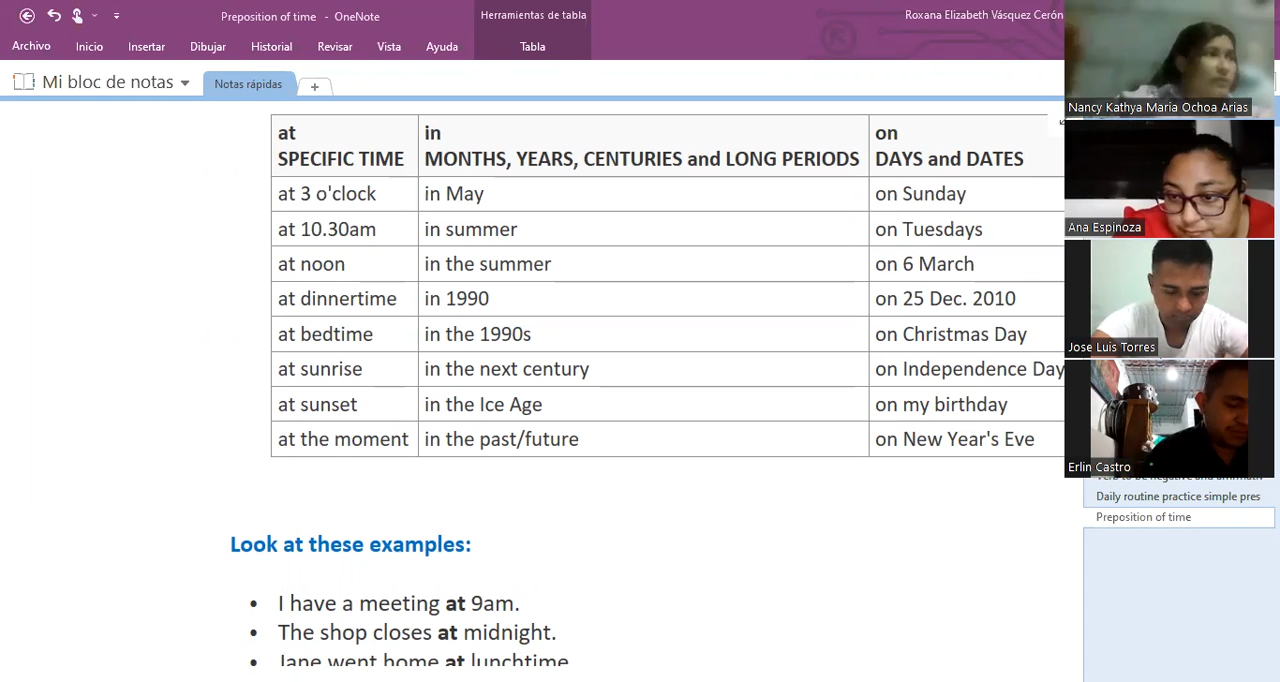 Preposition of time - OneNote
Herramientas de tabla
Roxana Elizabeth Vásquez Cerón
Archivo Inicio Insertar Dibujar Historial Revisar Vista Ayuda Tabla
Mi bloc de notas Notas rápidas +
at in on
SPECIFIC TIME MONTHS, YEARS, CENTURIES and LONG PERIODS DAYS and DATES
at 3 o'clock in May on Sunday
at 10.30am in summer on Tuesdays
at noon in the summer on 6 March
at dinnertime in 1990 on 25 Dec. 2010
at bedtime in the 1990s on Christmas Day
at sunrise in the next century on Independence Day
at sunset in the Ice Age on my birthday
at the moment in the past/future on New Year's Eve
Look at these examples:
• I have a meeting at 9am.
• The shop closes at midnight.
• Jane went home at lunchtime
Nancy Kathya Maria Ochoa Arias
Ana Espinoza
Jose Luis Torres
Erlin Castro
Daily routine practice simple pres
Preposition of time